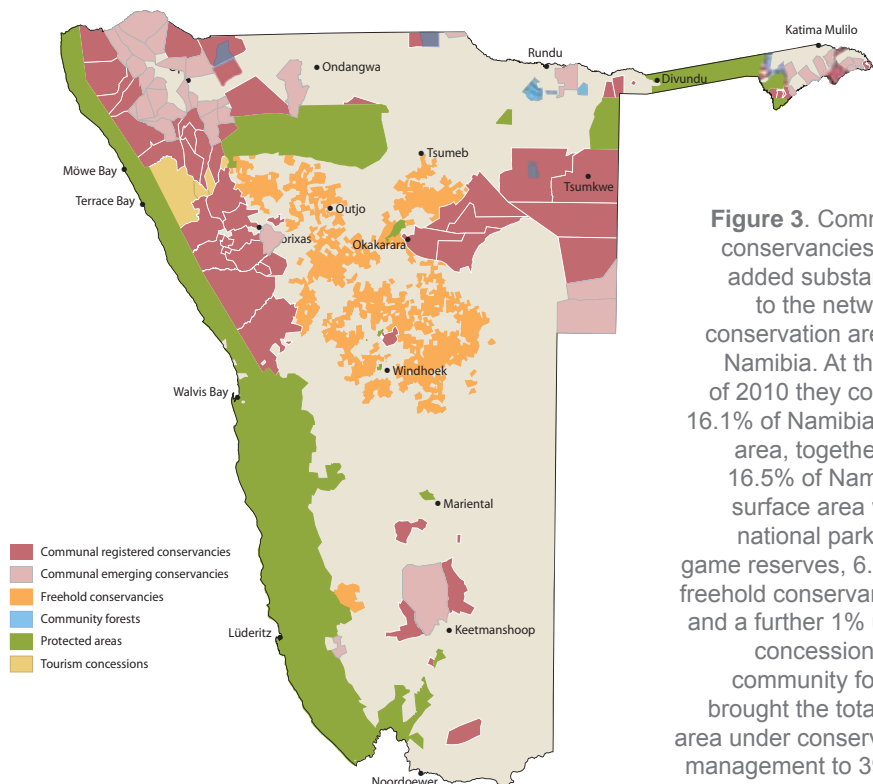 Katima Mulilo
Rundu
Ondangwa
Divundu
Tsumeb
Möwe Bay
Tsumkwe
Terrace Bay
Outjo
Okakarara
Windhoek
Walvis Bay
Mariental
Lüderitz
Keetmanshoop
Noordoewer
Communal registered conservancies
Communal emerging conservancies
Freehold conservancies
Community forests
Protected areas
Tourism concessions
Figure 3. Comm
conservancies
added substan
to the netw
conservation are
Namibia. At th
of 2010 they co
16.1% of Namibia
area, togethe
16.5% of Nam
surface area
national park
game reserves, 6.
freehold conservan
and a further 1%
concession
community fo
brought the total
area under conserv
management to 3